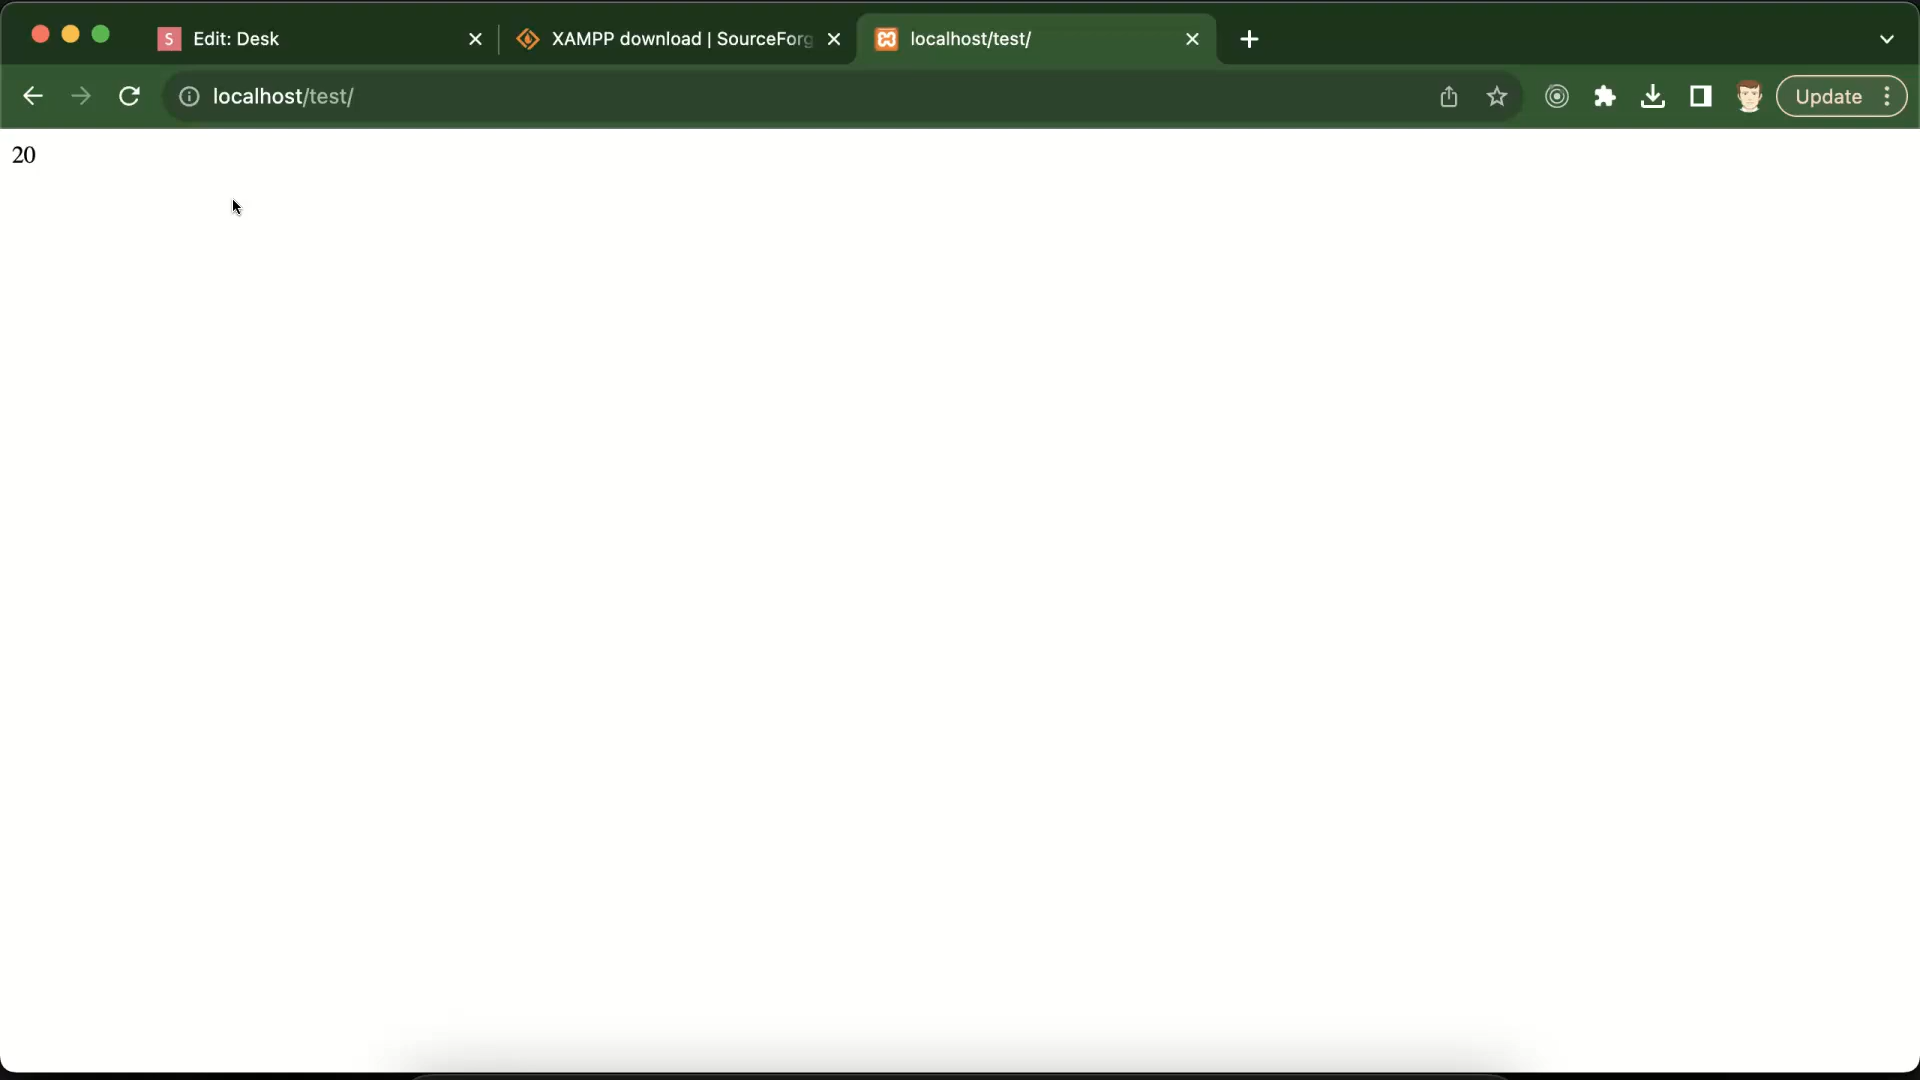 S Edit: Desk
XAMPP download | SourceForg
localhost/test/
localhost/test/
Update
20